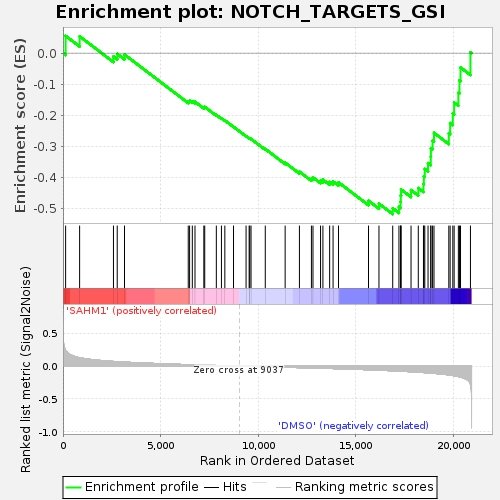 Enrichment plot: NOTCH_TARGETS_GSI
Enrichment score (ES)
0.0
-0.1
-0.2
-0.3
-0.4
-0.5
'SAHM1' (positively correlated)
Ranked list metric (Signal2Noise)
0.5
0.0
-0.5
-1.0
Zero cross at 9037
'DMSO' (negatively correlated)
0
5,000
10,000
15,000
20,000
Rank in Ordered Dataset
Enrichment profile
Hits
Ranking metric scores